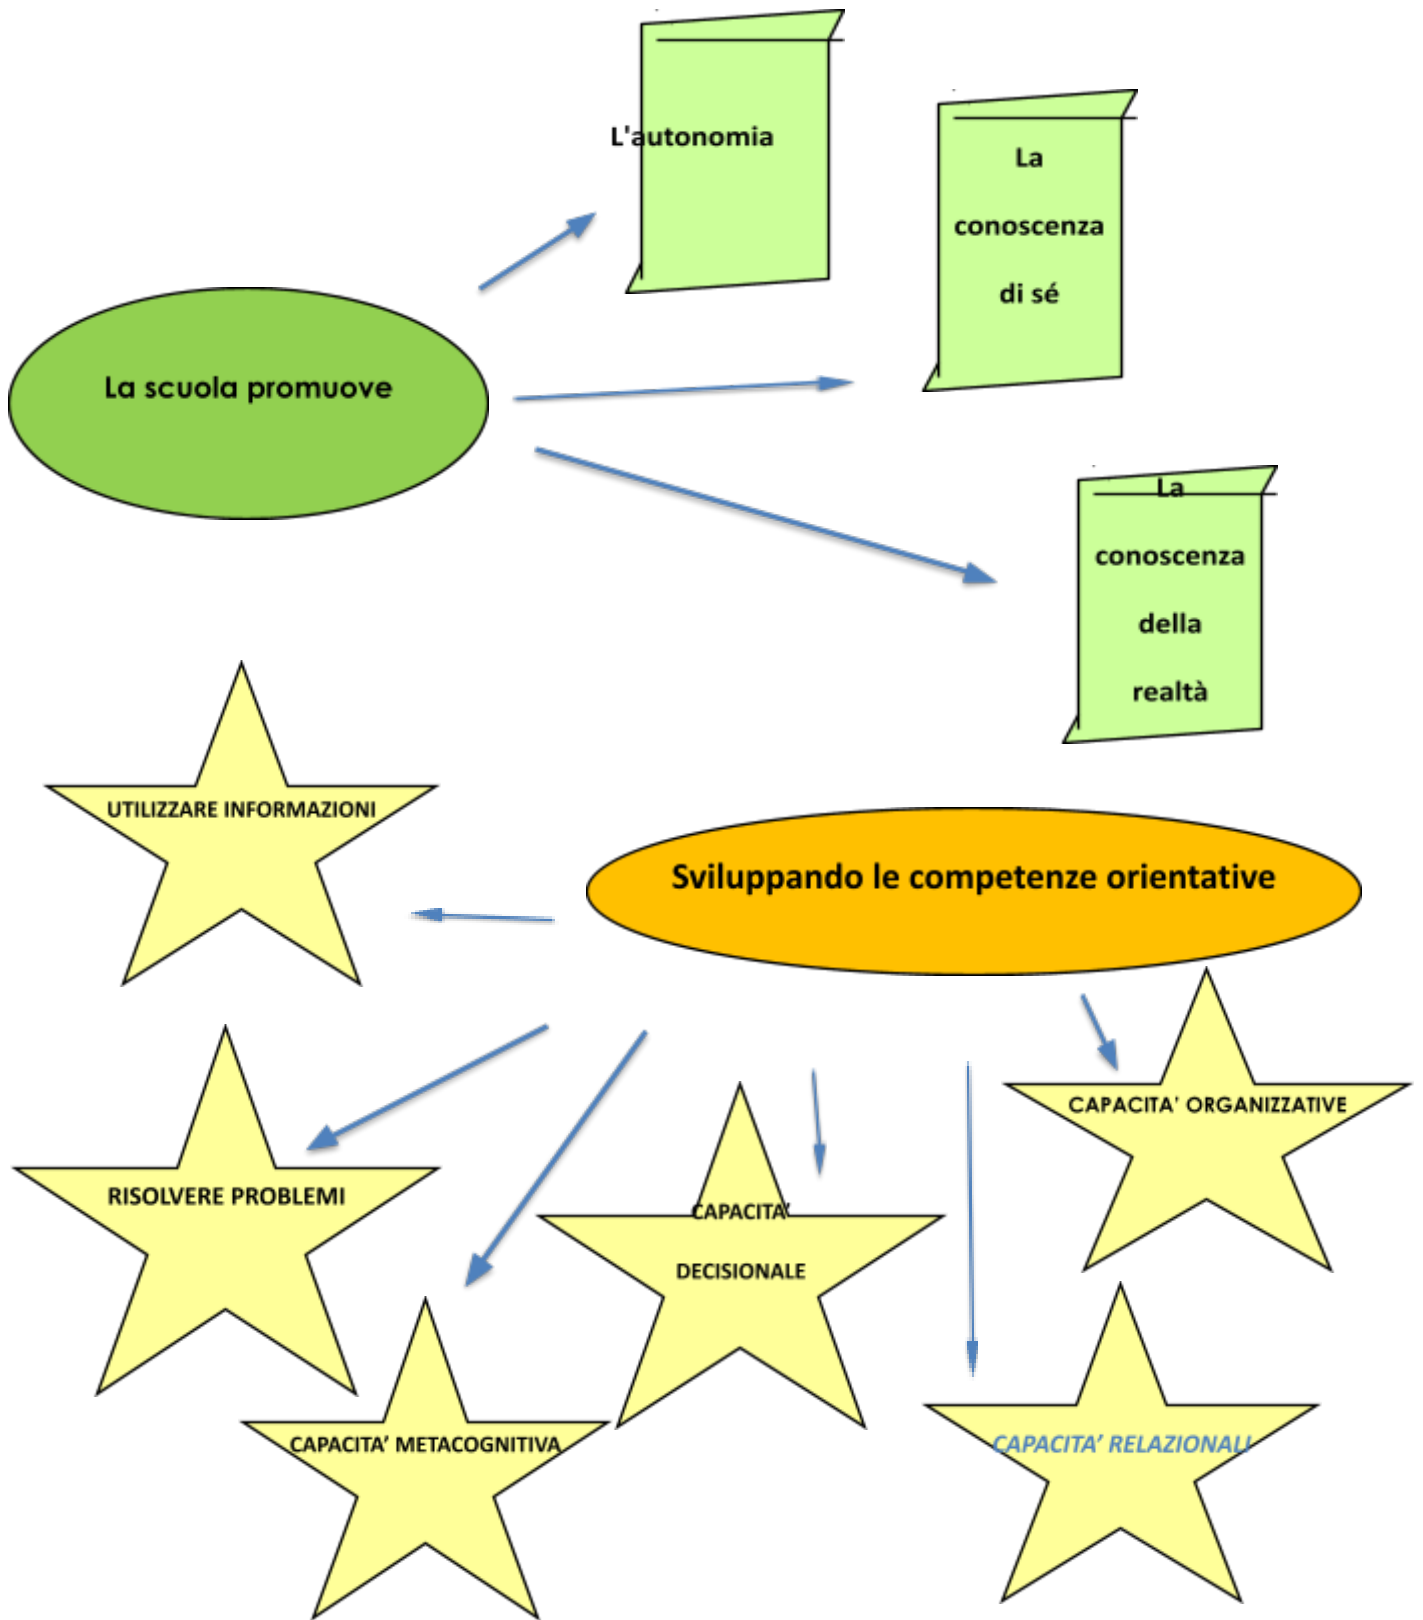 L'autonomia
La
conoscenza
di sé
La scuola promuove
La
conoscenza
della
realtà
UTILIZZARE INFORMAZIONI
Sviluppando le competenze orientative
CAPACITA’ ORGANIZZATIVE
RISOLVERE PROBLEMI
CAPACITA’
DECISIONALE
CAPACITA’ METACOGNITIVA
CAPACITA’ RELAZIONALI